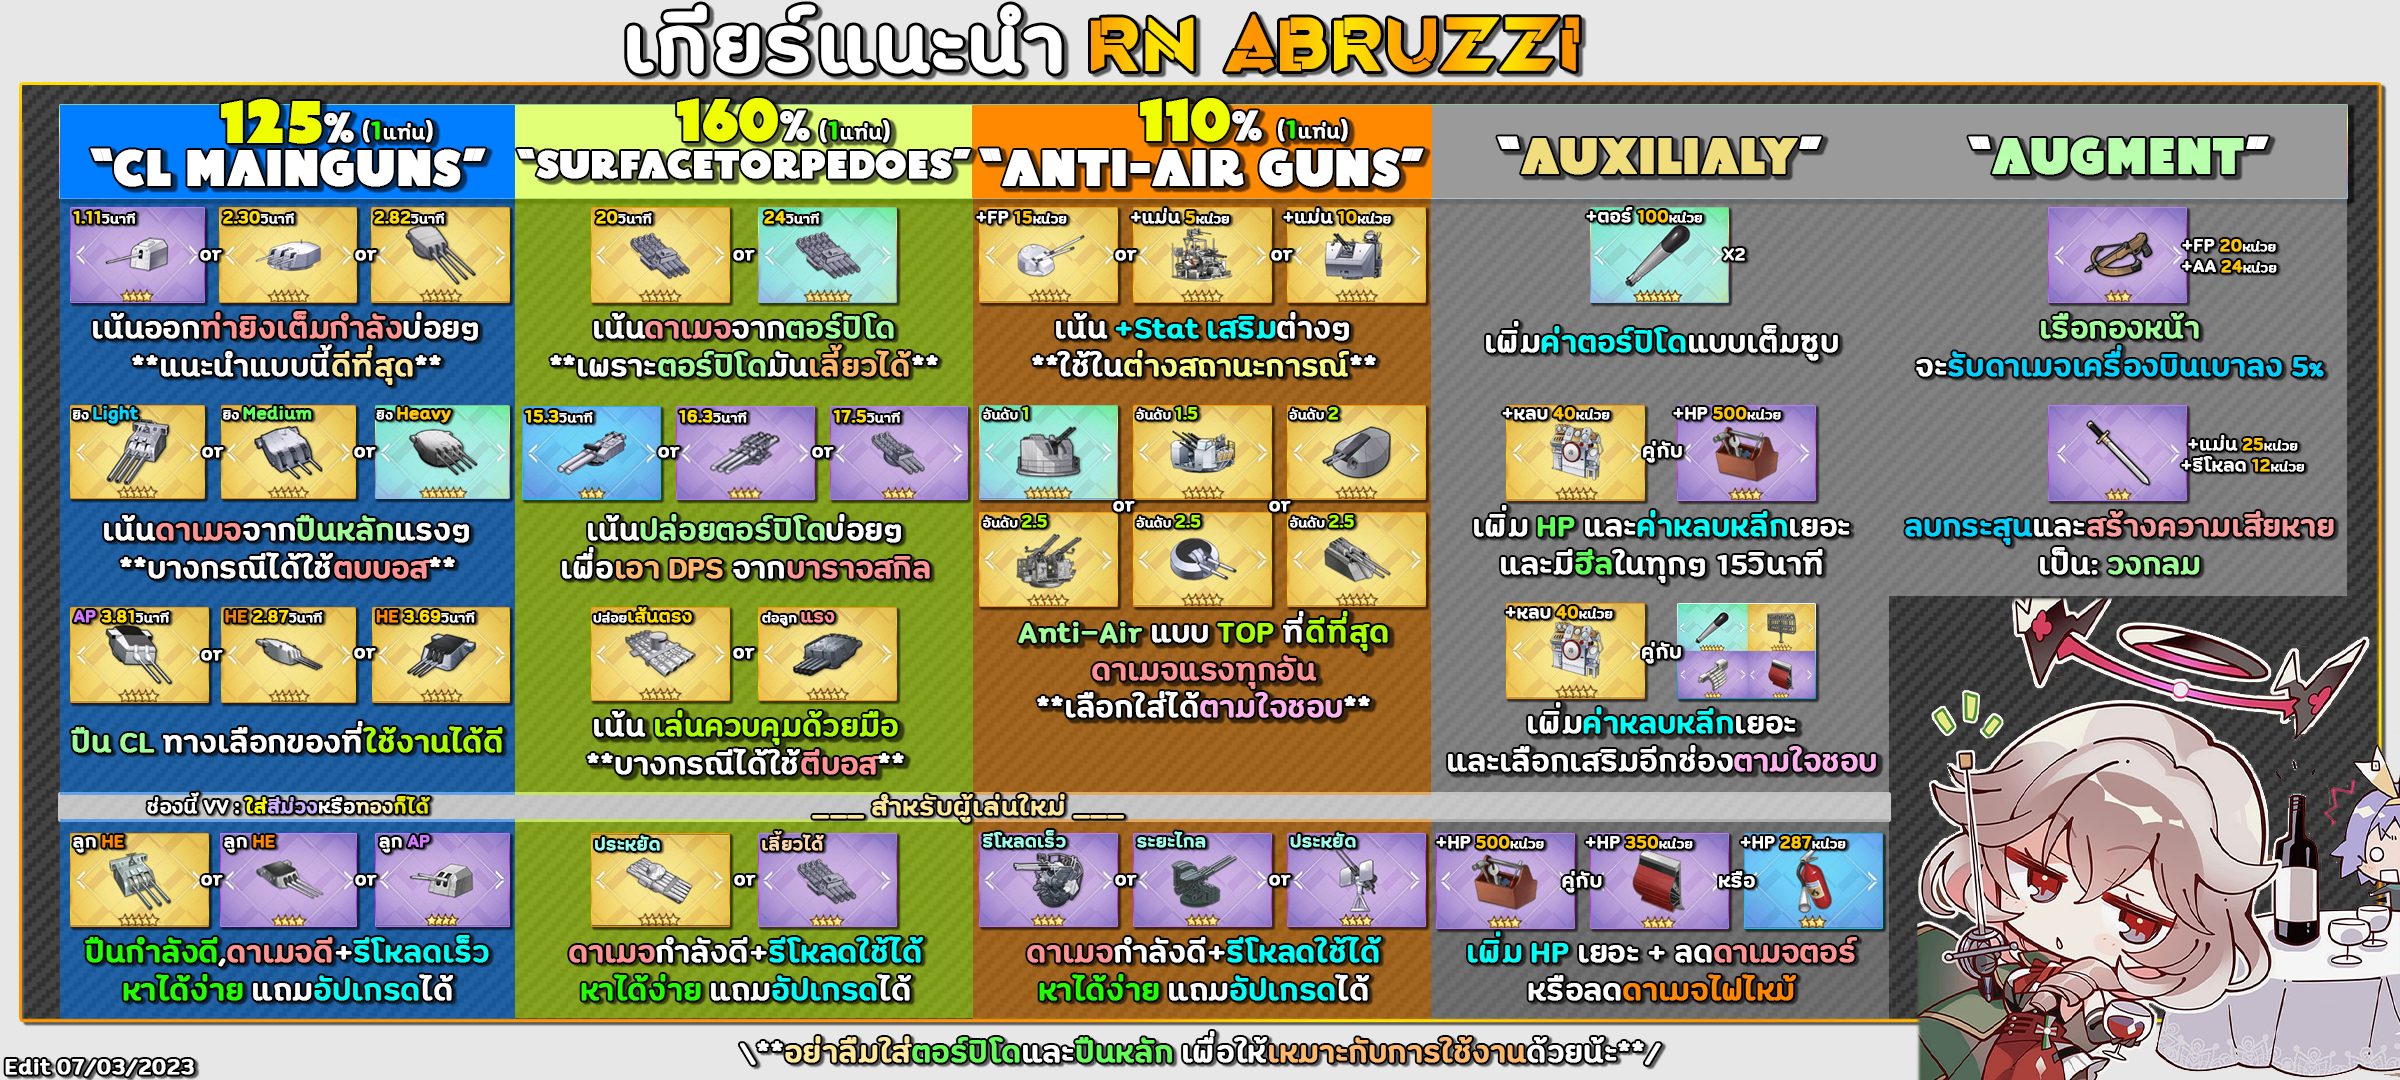 เกียร์แนะนำ RN ABRUZZI
125% (1แท่น)
"CL MAINGUNS"
160% (1แท่น)
"SURFACETORPEDOES"
110% (1แท่น)
"ANTI-AIR GUNS"
"AUXILIALY"
"AUGMENT"
1.11วินาที or 2.30วินาที or 2.82วินาที
เน้นออกท่ายิงเต็มกำลังบ่อยๆ
**แนะนำแบบนี้ดีที่สุด**
ยิง Light or ยิง Medium or ยิง Heavy
เน้นดาเมจจากปืนหลักแรงๆ
**บางกรณีได้ใช้ตบบอส**
AP 3.81วินาที or HE 2.87วินาที or HE 3.69วินาที
ปืน CL ทางเลือกของที่ใช้งานได้ดี
20วินาที or 24วินาที
เน้นดาเมจจากตอร์ปิโด
**เพราะตอร์ปิโดมันเลี้ยวได้**
15.3วินาที or 16.3วินาที or 17.5วินาที
เน้นปล่อยตอร์ปิโดบ่อยๆ
เพื่อเอา DPS จากบาราจสกิล
ปล่อยเส้นตรง or ต่อลูก แรง
เน้น เล่นควบคุมด้วยมือ
**บางกรณีได้ใช้ตีบอส**
+FP 15หน่วย or +แม่น 5หน่วย or +แม่น 10หน่วย
เน้น +Stat เสริมต่างๆ
**ใช้ในต่างสถานะการณ์**
อันดับ 1 อันดับ 1.5 อันดับ 2
or or
อันดับ 2.5 อันดับ 2.5 อันดับ 2.5
Anti-Air แบบ TOP ที่ดีที่สุด
ดาเมจแรงทุกอัน
**เลือกใส่ได้ตามใจชอบ**
+ตอร์ 100หน่วย
X2
เพิ่มค่าตอร์ปิโดแบบเต็มซูบ
+หลบ 40หน่วย คู่กับ +HP 500หน่วย
เพิ่ม HP และค่าหลบหลีกเยอะ
และมีฮีลในทุกๆ 15วินาที
+หลบ 40หน่วย คู่กับ
เพิ่มค่าหลบหลีกเยอะ
และเลือกเสริมอีกช่องตามใจชอบ
+FP 20หน่วย
+AA 24หน่วย
เรือกองหน้า
จะรับดาเมจเครื่องบินเบาลง 5%
+แม่น 25หน่วย
+รีโหลด 12หน่วย
ลบกระสุนและสร้างความเสียหาย
เป็น: วงกลม
ช่องนี้ VV : ใส่สีม่วงหรือทองก็ได้
___ สำหรับผู้เล่นใหม่ ___
ลูก HE or ลูก HE or ลูก AP
ปืนกำลังดี,ดาเมจดี+รีโหลดเร็ว
หาได้ง่าย แถมอัปเกรดได้
ประหยัด or เลี้ยวได้
ดาเมจกำลังดี+รีโหลดใช้ได้
หาได้ง่าย แถมอัปเกรดได้
รีโหลดเร็ว or ระยะไกล or ประหยัด
ดาเมจกำลังดี+รีโหลดใช้ได้
หาได้ง่าย แถมอัปเกรดได้
+HP 500หน่วย คู่กับ +HP 350หน่วย หรือ +HP 287หน่วย
เพิ่ม HP เยอะ + ลดดาเมจตอร์
หรือลดดาเมจไฟไหม้
\**อย่าลืมใส่ตอร์ปิโดและปืนหลัก เพื่อให้เหมาะกับการใช้งานด้วยน้ะ**/
Edit 07/03/2023